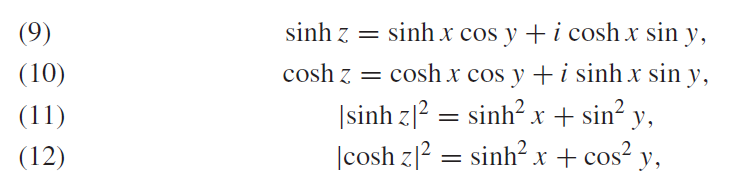 (9) sinh z = sinh x cos y + i cosh x sin y,
(10) cosh z = cosh x cos y + i sinh x sin y,
(11) |sinh z|² = sinh² x + sin² y,
(12) |cosh z|² = sinh² x + cos² y,